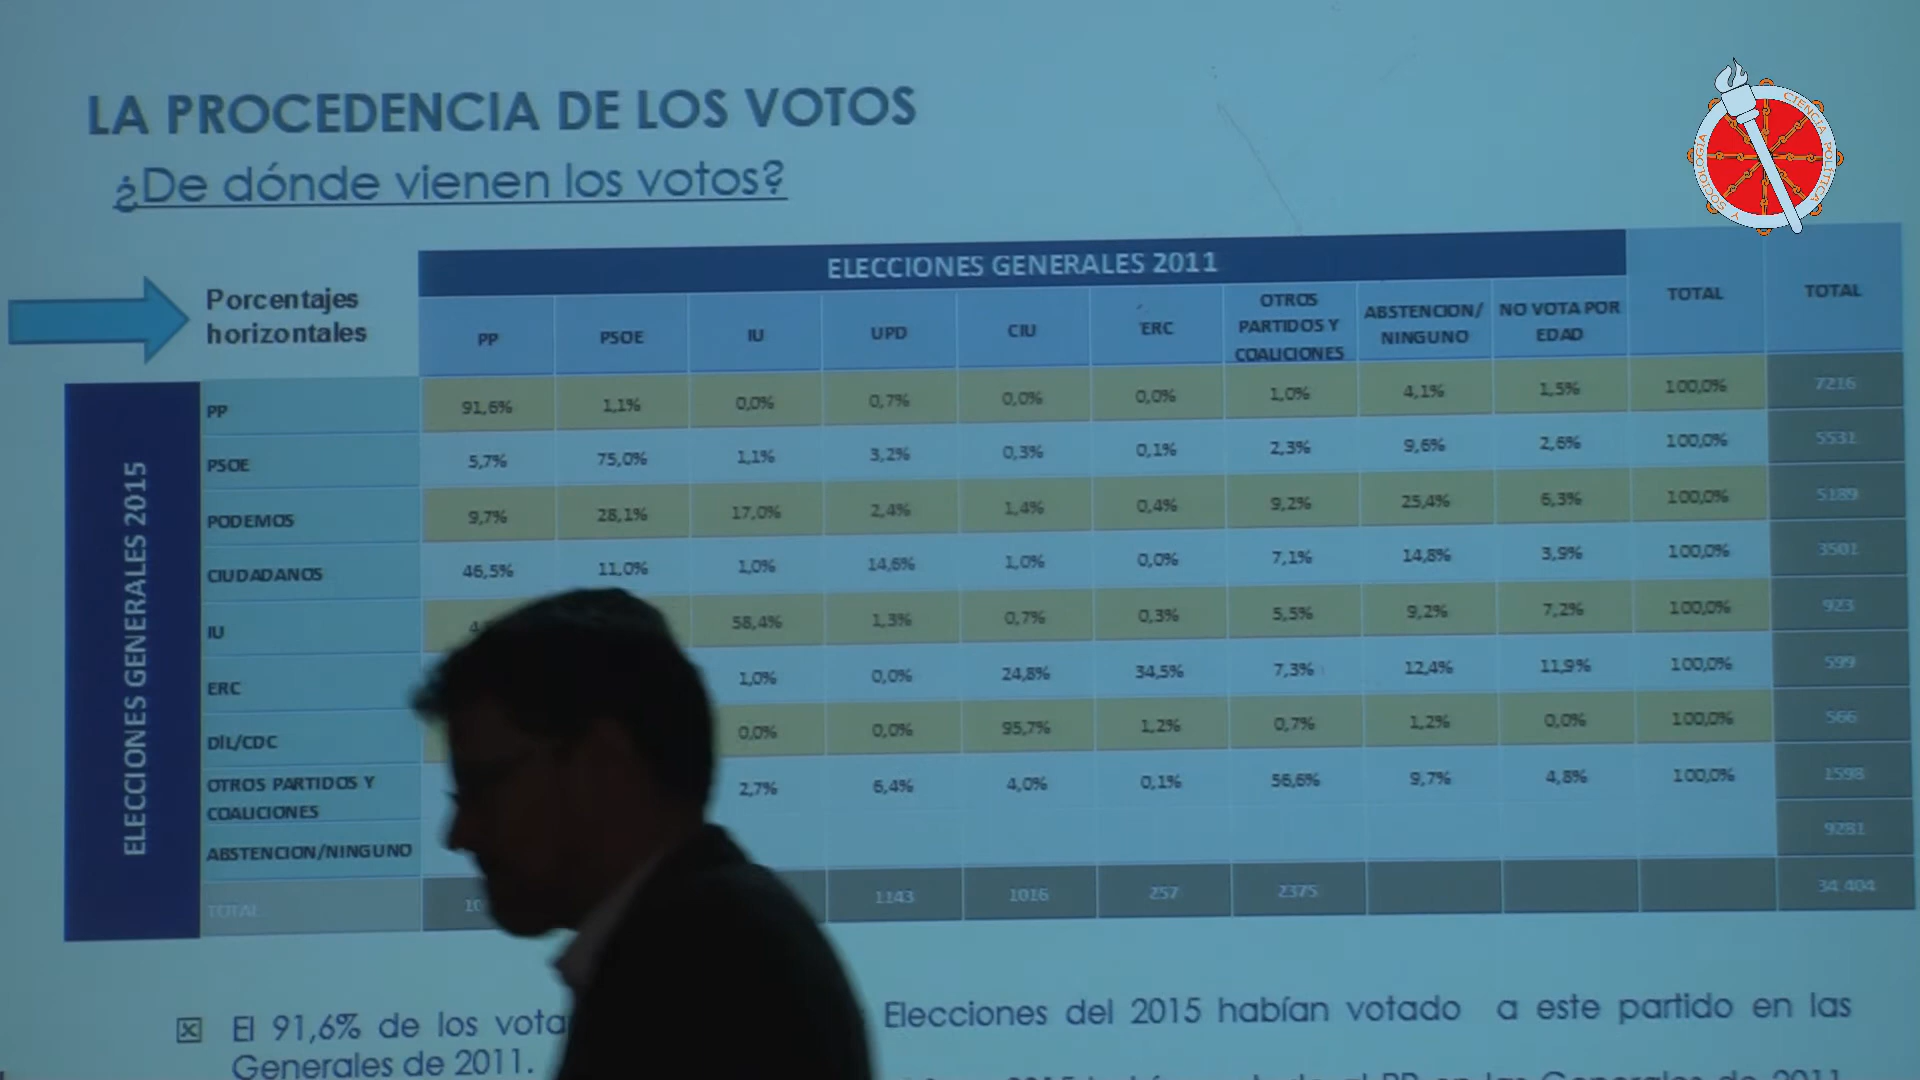 LA PROCEDENCIA DE LOS VOTOS
¿De dónde vienen los votos?
CIENCIA POLÍTICA
Y SOCIOLOGÍA
Porcentajes
horizontales
ELECCIONES GENERALES 2011
PP PSOE IU UPD CIU ERC OTROS PARTIDOS Y COALICIONES ABSTENCION/ NINGUNO NO VOTA POR EDAD TOTAL TOTAL
ELECCIONES GENERALES 2015
PP 91,6% 1,1% 0,0% 0,7% 0,0% 0,0% 1,0% 4,1% 1,5% 100,0% 7216
PSOE 5,7% 75,0% 1,1% 3,2% 0,3% 0,1% 2,3% 9,6% 2,6% 100,0% 5531
PODEMOS 9,7% 28,1% 17,0% 2,4% 1,4% 0,4% 9,2% 25,4% 6,3% 100,0% 5189
CIUDADANOS 46,5% 11,0% 1,0% 14,6% 1,0% 0,0% 7,1% 14,8% 3,9% 100,0% 3501
IU 58,4% 1,3% 0,7% 0,3% 5,5% 9,2% 7,2% 100,0% 923
ERC 1,0% 0,0% 24,8% 34,5% 7,3% 12,4% 11,9% 100,0% 599
DIL/CDC 0,0% 0,0% 95,7% 1,2% 0,7% 1,2% 0,0% 100,0% 566
OTROS PARTIDOS Y COALICIONES 2,7% 6,4% 4,0% 0,1% 56,6% 9,7% 4,8% 100,0% 1598
ABSTENCION/NINGUNO 9281
TOTAL 1143 1016 257 2375 34.404
El 91,6% de los Elecciones del 2015 habían votado a este partido en las
Generales de 2011.